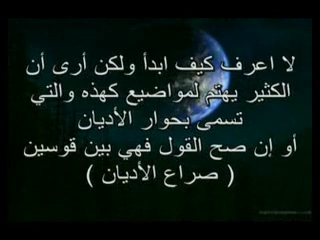 لا اعرف كيف ابدأ ولكن أرى أن
الكثير يهتم لمواضيع كهذه والتي
تسمى بحوار الأديان
أو إن صح القول فهي بين قوسين
( صراع الأديان )